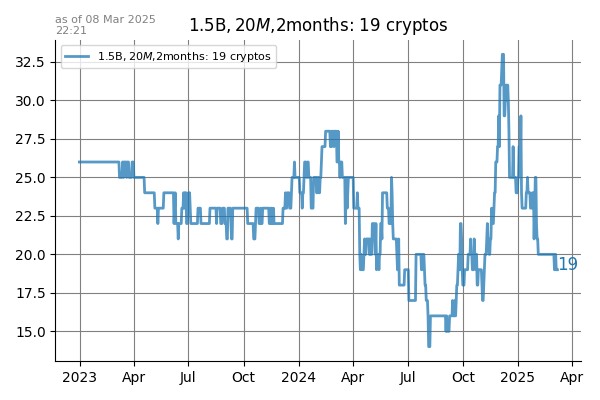 as of 08 Mar 2025
22:21
1.5B, 20M,2months: 19 cryptos
1.5B, 20M,2months: 19 cryptos
32.5
30.0
27.5
25.0
22.5
20.0
17.5
15.0
19
2023 Apr Jul Oct 2024 Apr Jul Oct 2025 Apr